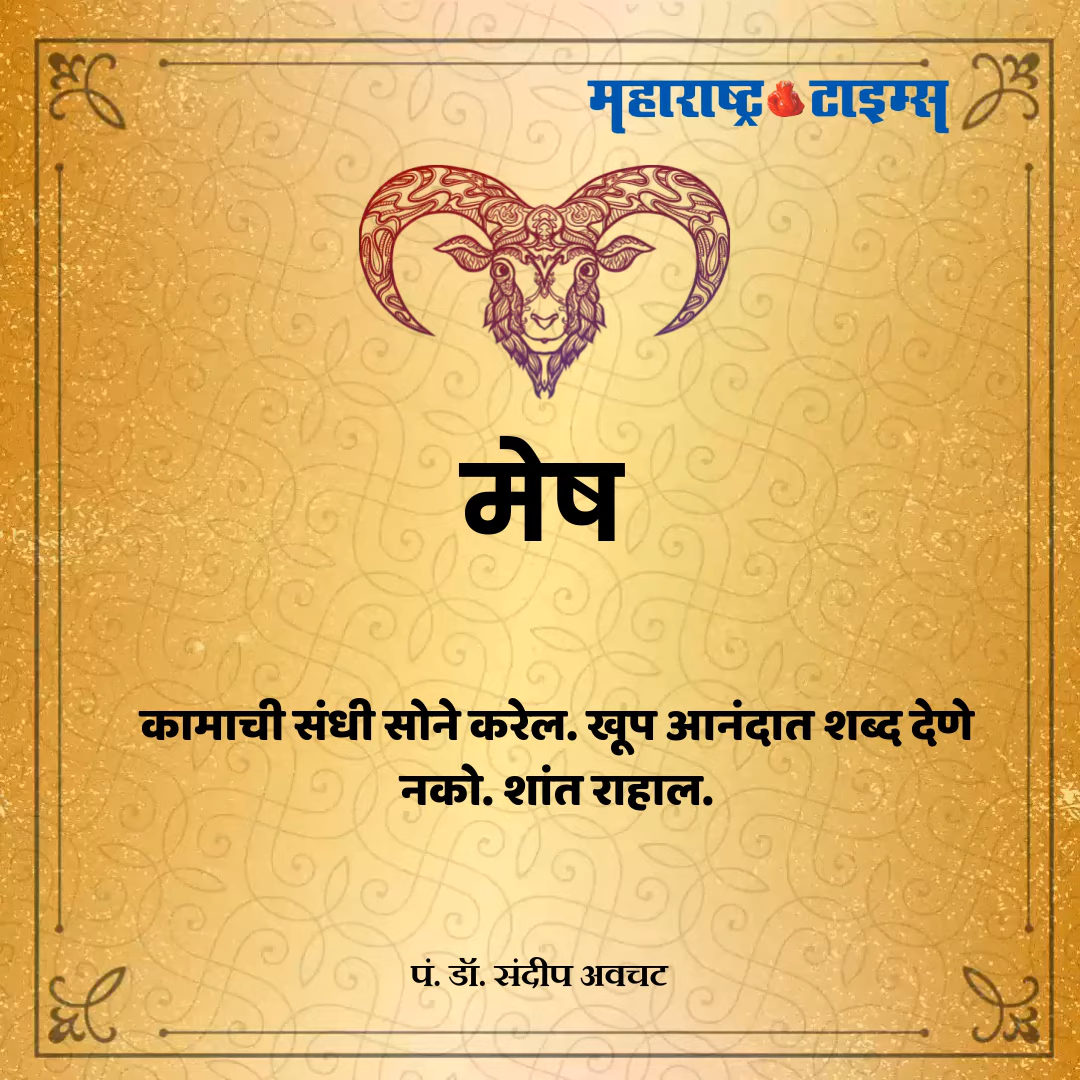 महाराष्ट्र टाइम्स
मेष
कामाची संधी सोने करेल. खूप आनंदात शब्द देणे
नको. शांत राहाल.
पं. डॉ. संदीप अवचट